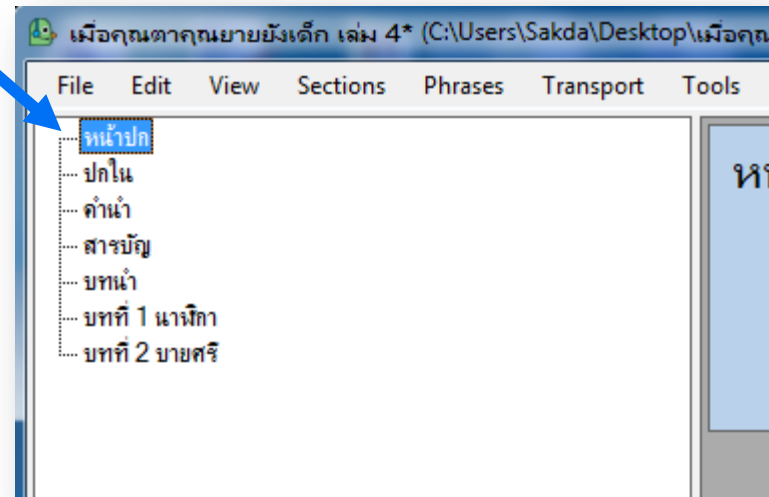 เมื่อคุณตาคุณยายยังเด็ก เล่ม 4* (C:\Users\Sakda\Desktop\เมื่อคุณ
File Edit View Sections Phrases Transport Tools
หน้าปก
ปกใน
คำนำ
สารบัญ
บทนำ
บทที่ 1 นาฬิกา
บทที่ 2 บายศรี